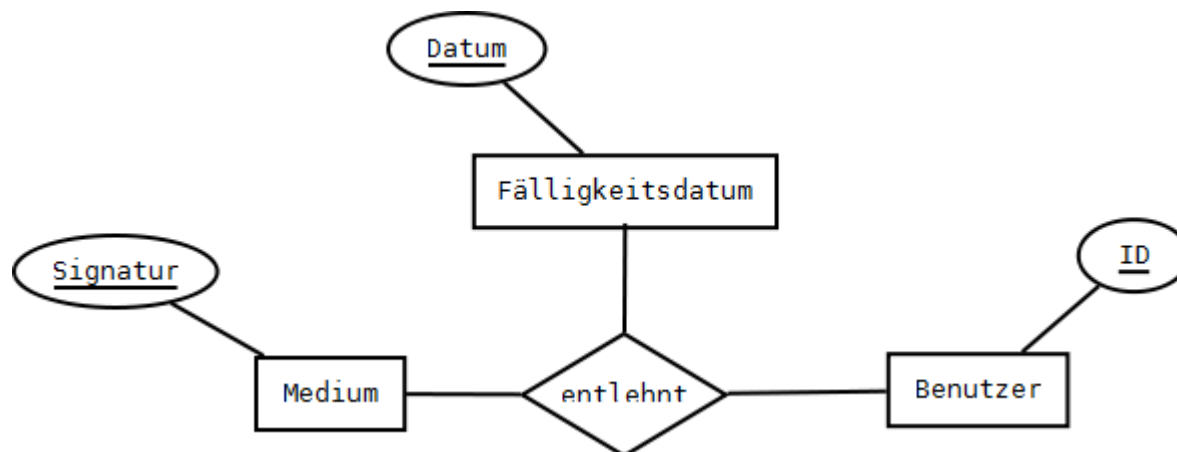 Datum
Fälligkeitsdatum
Signatur
ID
Medium
entlehnt
Benutzer